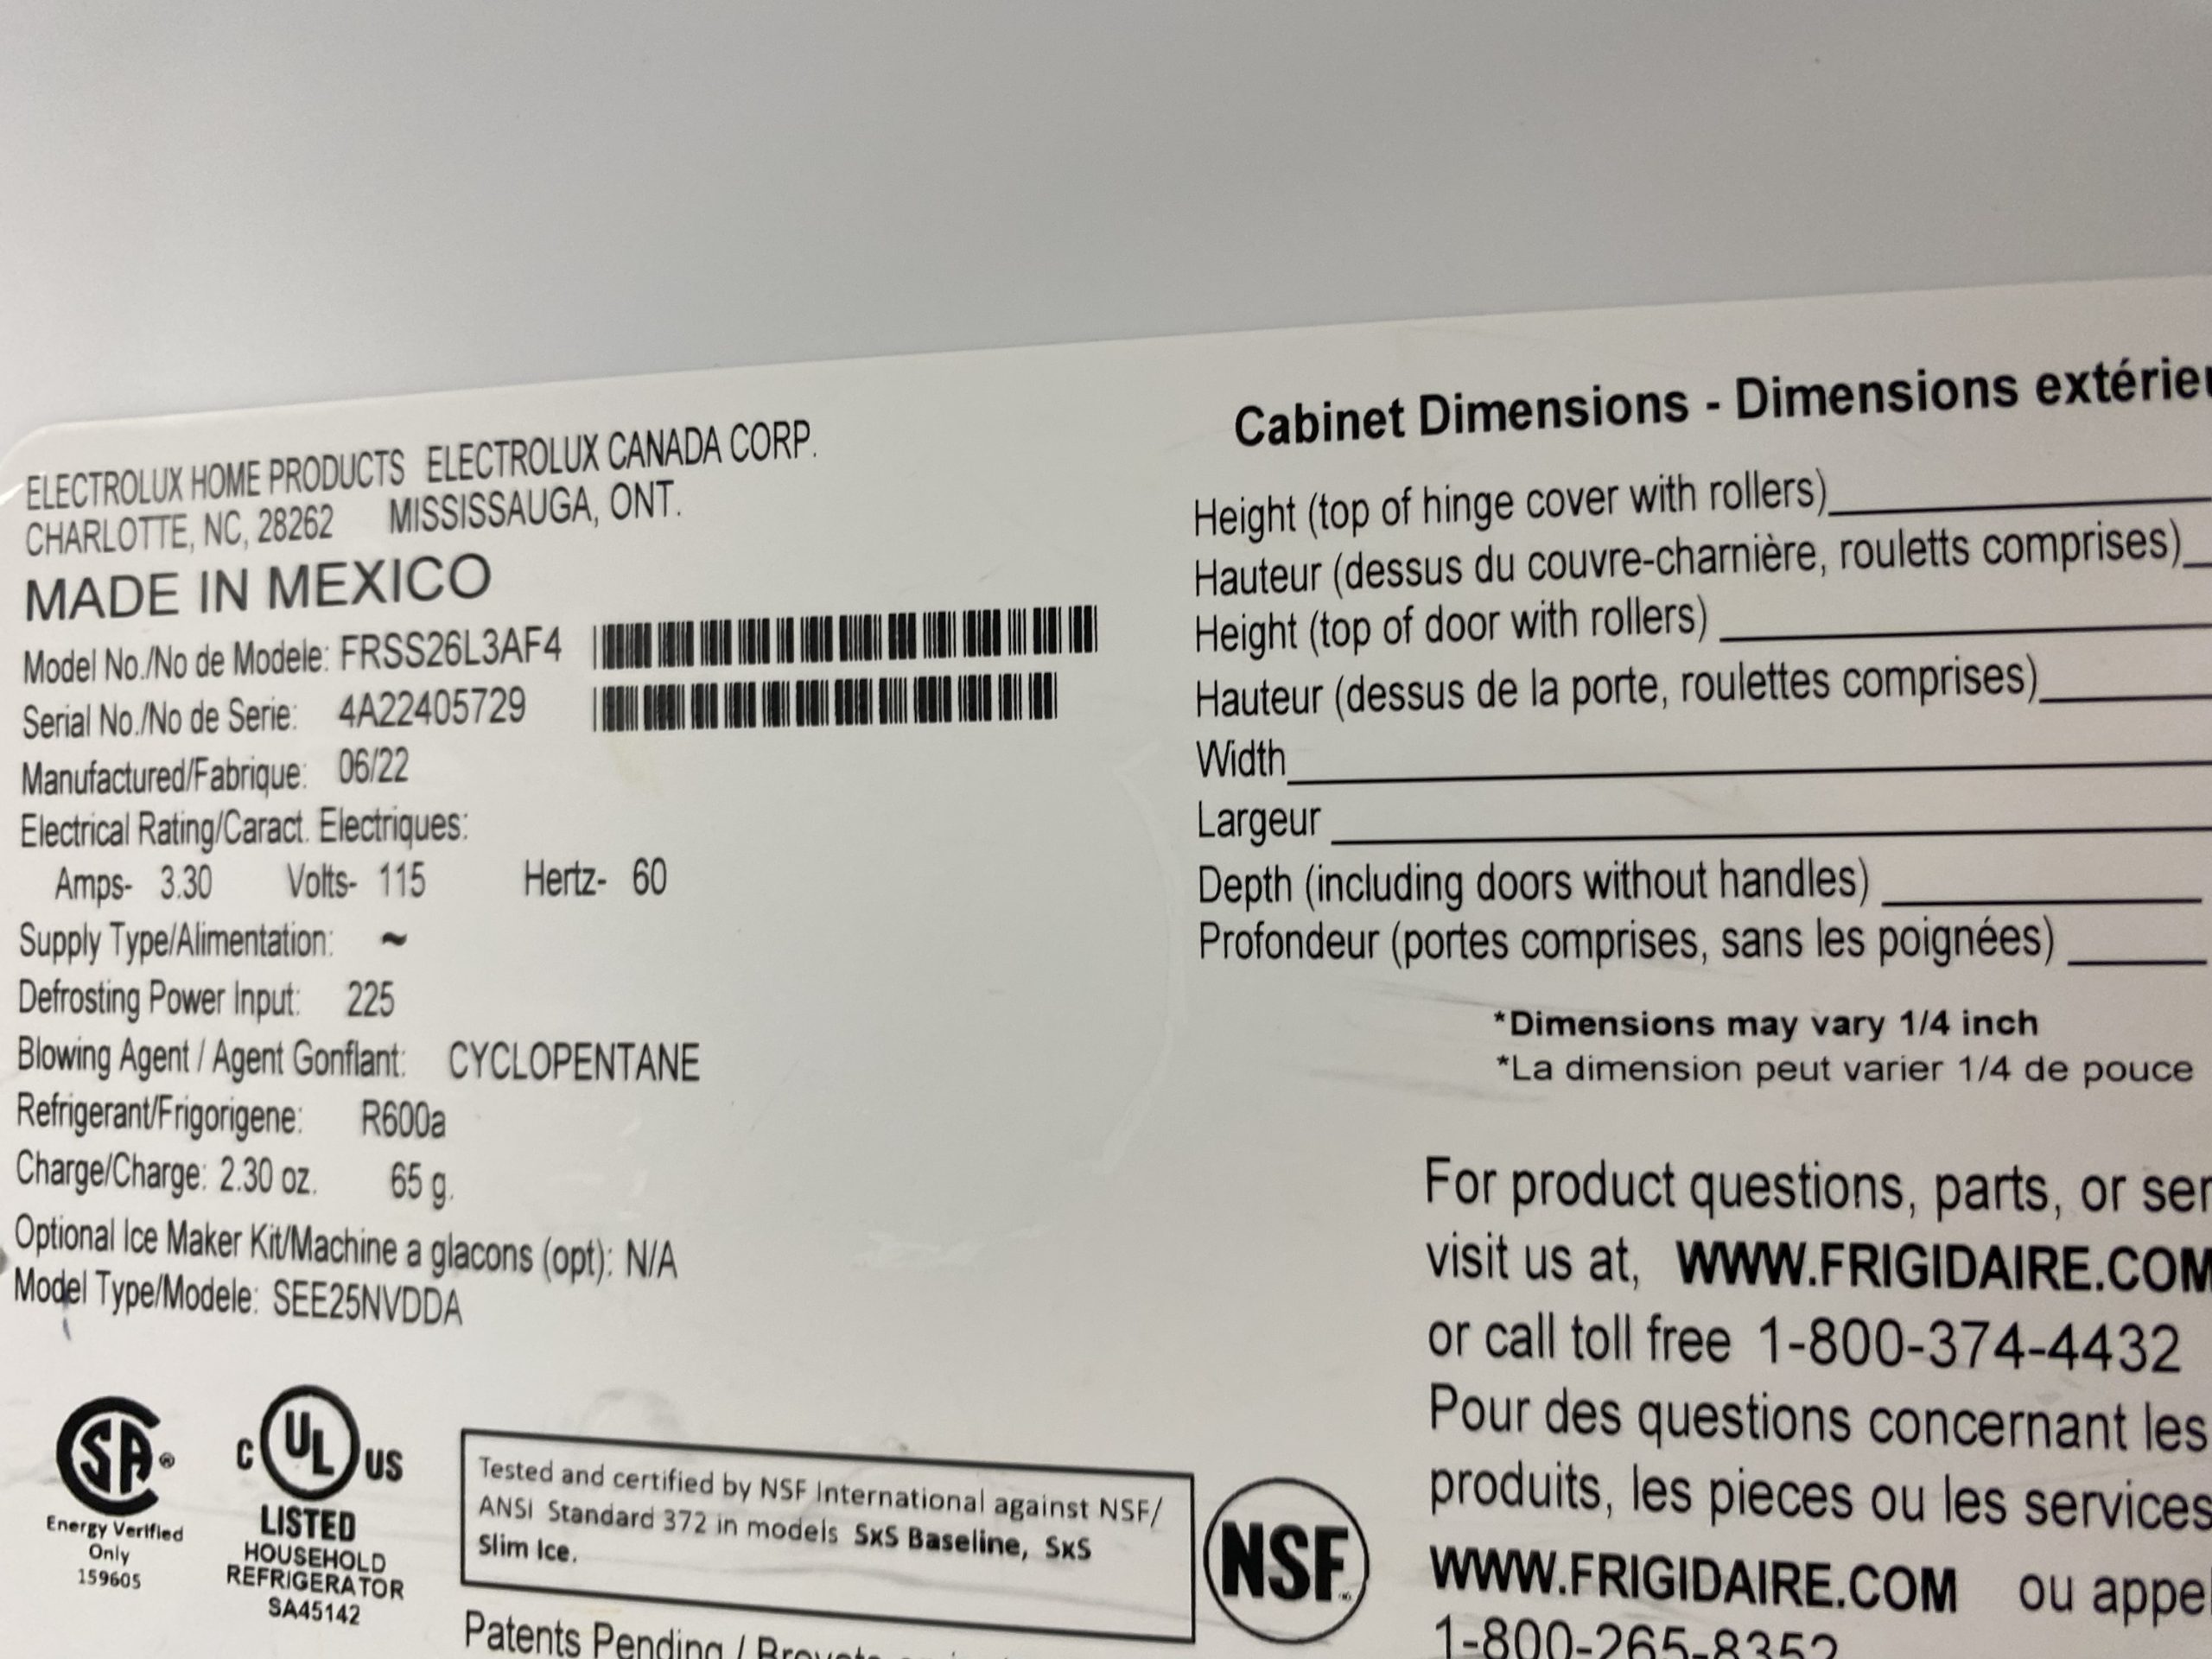 ELECTROLUX HOME PRODUCTS ELECTROLUX CANADA CORP.
CHARLOTTE, NC, 28262 MISSISSAUGA, ONT.
MADE IN MEXICO
Model No./No de Modele: FRSS26L3AF4
Serial No./No de Serie: 4A22405729
Manufactured/Fabrique: 06/22
Electrical Rating/Caract. Electriques:
Amps- 3.30 Volts- 115 Hertz- 60
Supply Type/Alimentation: ~
Defrosting Power Input: 225
Blowing Agent / Agent Gonflant: CYCLOPENTANE
Refrigerant/Frigorigene: R600a
Charge/Charge: 2.30 oz. 65 g.
Optional Ice Maker Kit/Machine a glacons (opt): N/A
Model Type/Modele: SEE25NVDDA
SA®
Energy Verified
Only
159605
C UL US
LISTED
HOUSEHOLD
REFRIGERATOR
SA45142
Tested and certified by NSF International against NSF/
ANSI Standard 372 in models SxS Baseline, SxS
Slim Ice.
NSF
Patents Pending /
Cabinet Dimensions - Dimensions extérieu
Height (top of hinge cover with rollers)
Hauteur (dessus du couvre-charnière, rouletts comprises)
Height (top of door with rollers)
Hauteur (dessus de la porte, roulettes comprises)
Width
Largeur
Depth (including doors without handles)
Profondeur (portes comprises, sans les poignées)
*Dimensions may vary 1/4 inch
*La dimension peut varier 1/4 de pouce
For product questions, parts, or ser
visit us at, WWW.FRIGIDAIRE.COM
or call toll free 1-800-374-4432
Pour des questions concernant les
produits, les pieces ou les services
WWW.FRIGIDAIRE.COM ou appel
1-800-265-8352